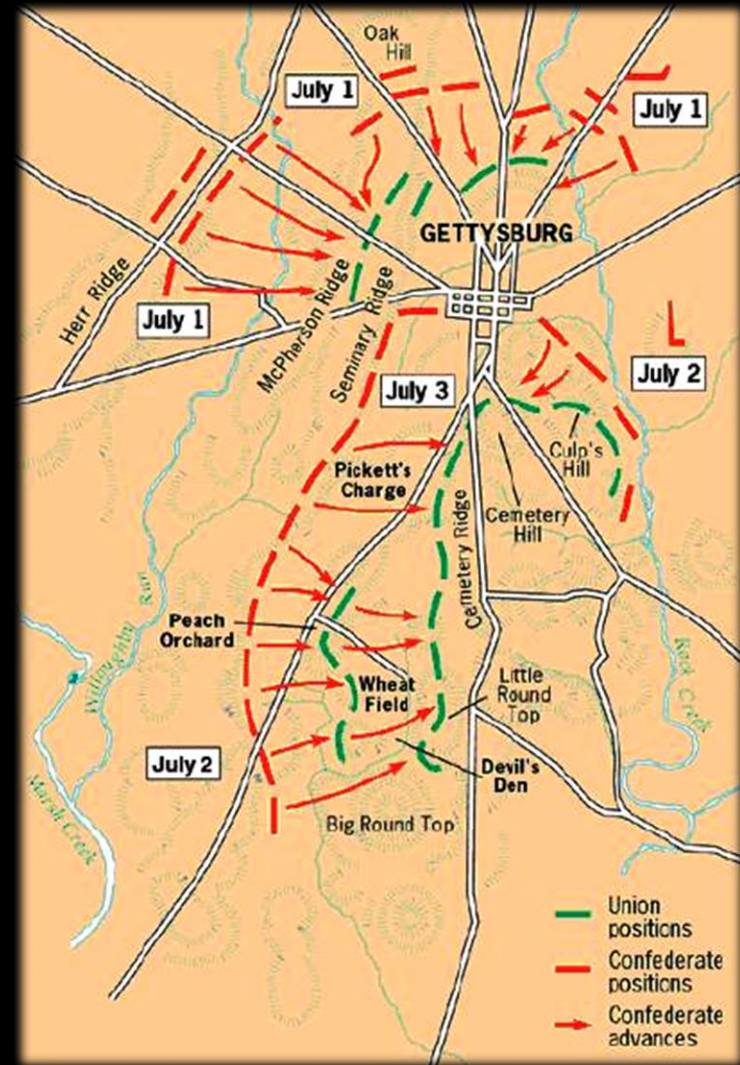 Oak
Hill
July 1
July 1
GETTYSBURG
Herr Ridge
McPherson Ridge
Seminary Ridge
July 1
July 2
July 3
Culp's
Hill
Pickett's
Charge
Cemetery
Hill
Cemetery Ridge
Willoughby Run
Peach
Orchard
Rock Creek
Wheat
Field
Little
Round
Top
July 2
Devil's
Den
Marsh Creek
Big Round Top
Union
positions
Confederate
positions
Confederate
advances